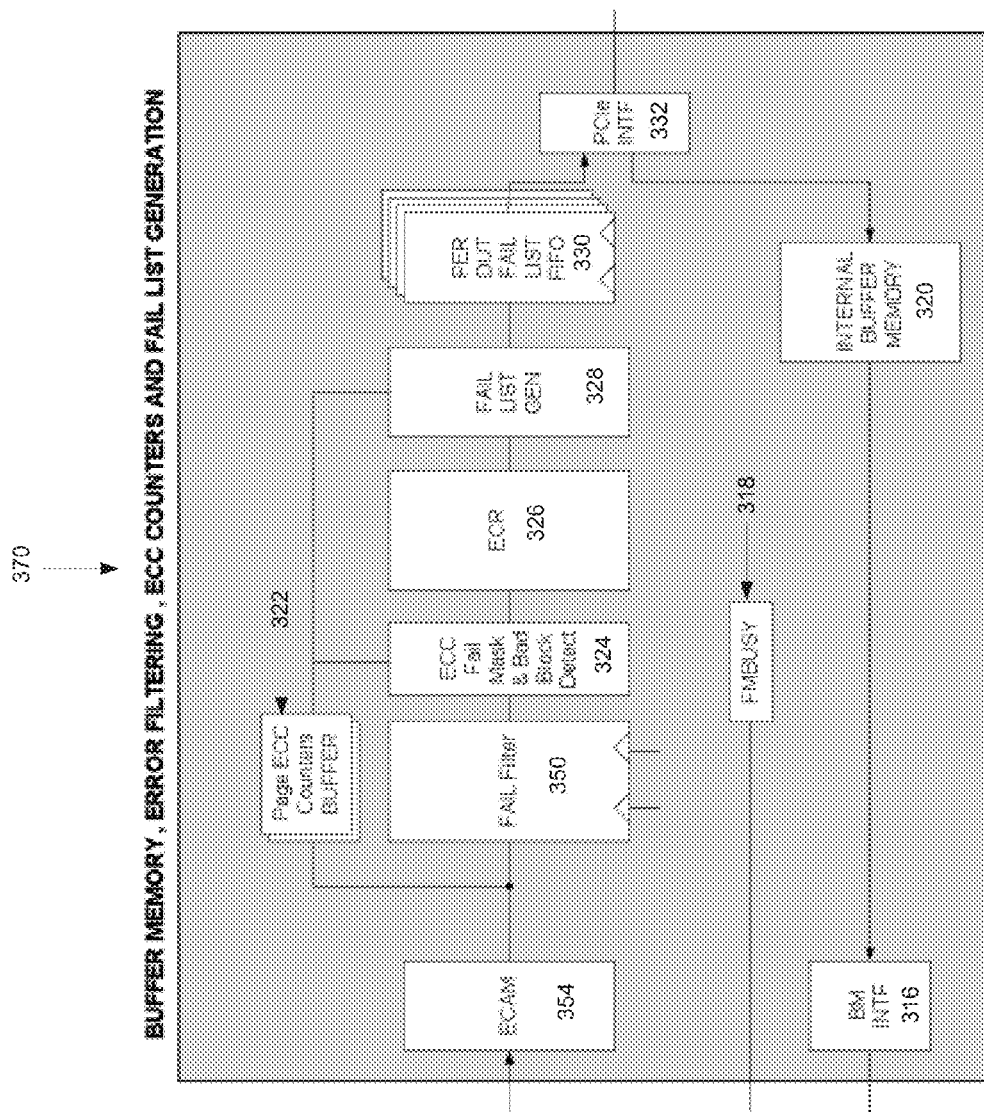 370
BUFFER MEMORY, ERROR FILTERING, ECC COUNTERS AND FAIL LIST GENERATION
322
Page ECC
Counters
BUFFER
ECAM
354
FAIL Filter
350
ECC
Fail
Mask
& Bad
Block
Detect
324
ECR
326
FAIL
LIST
GEN
328
PER
DUT
FAIL
LIST
FIFO
330
PCIe
INTF
332
FMBUSY
318
BM
INTF
316
INTERNAL
BUFFER
MEMORY
320